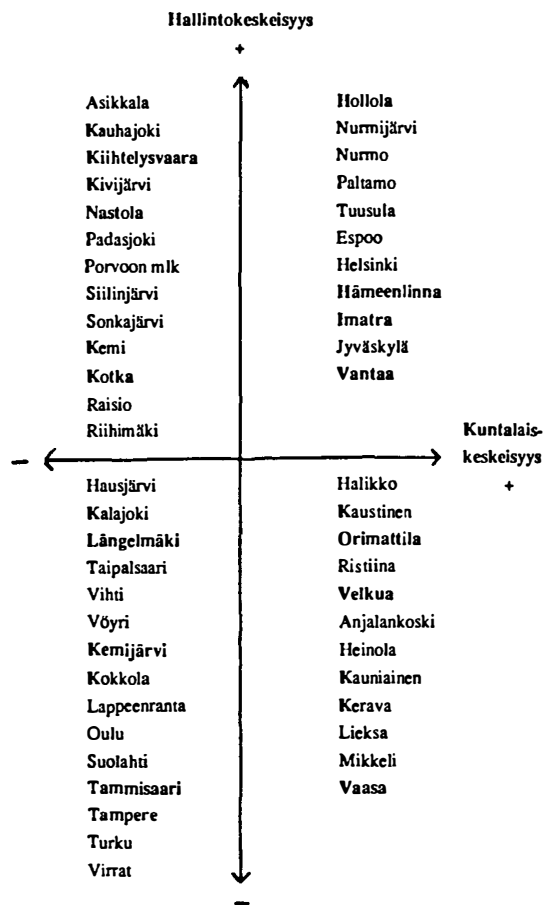 Hallintokeskeisyys
+
Asikkala
Kauhajoki
Kiihtelysvaara
Kivijärvi
Nastola
Padasjoki
Porvoon mlk
Siilinjärvi
Sonkajärvi
Kemi
Kotka
Raisio
Riihimäki
Hollola
Nurmijärvi
Nurmo
Paltamo
Tuusula
Espoo
Helsinki
Hämeenlinna
Imatra
Jyväskylä
Vantaa
–
Kuntalais-
keskeisyys
+
Hausjärvi
Kalajoki
Långelmäki
Taipalsaari
Vihti
Vöyri
Kemijärvi
Kokkola
Lappeenranta
Oulu
Suolahti
Tammisaari
Tampere
Turku
Virrat
Halikko
Kaustinen
Orimattila
Ristiina
Velkua
Anjalankoski
Heinola
Kauniainen
Kerava
Lieksa
Mikkeli
Vaasa
–